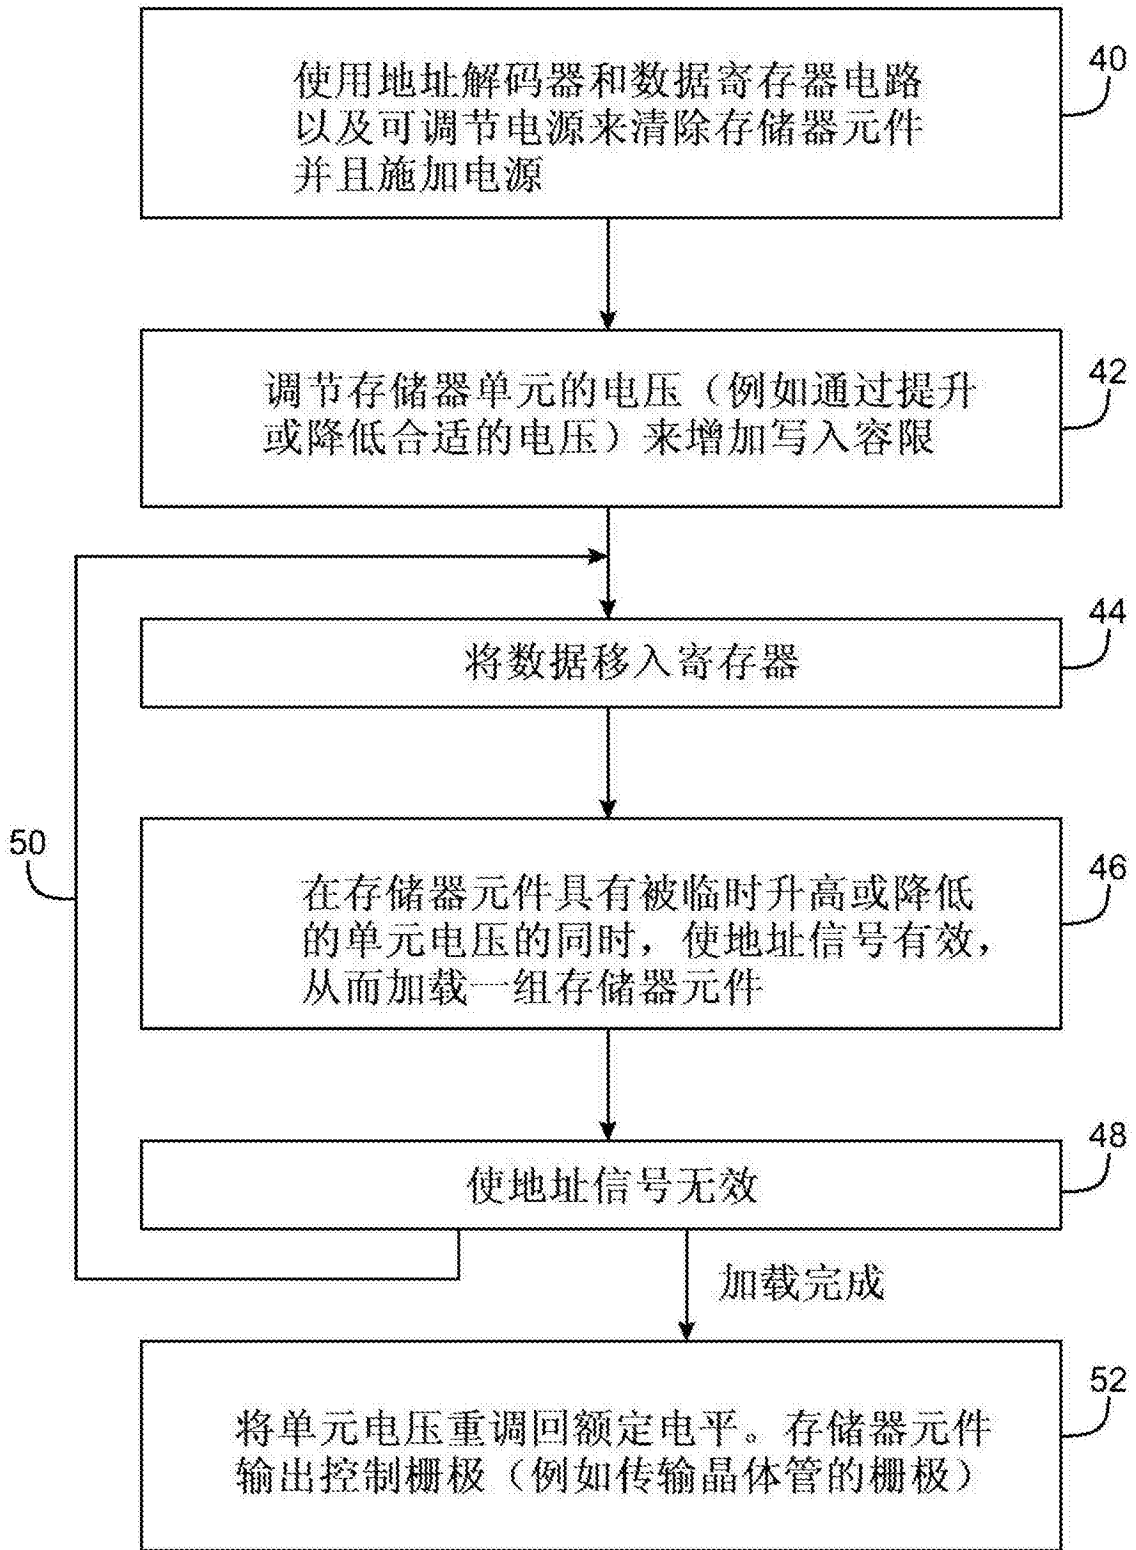 使用地址解码器和数据寄存器电路
以及可调节电源来清除存储器元件
并且施加电源
40
调节存储器单元的电压（例如通过提升
或降低合适的电压）来增加写入容限
42
将数据移入寄存器
44
50
在存储器元件具有被临时升高或降低
的单元电压的同时，使地址信号有效，
从而加载一组存储器元件
46
使地址信号无效
48
加载完成
将单元电压重调回额定电平。存储器元件
输出控制栅极（例如传输晶体管的栅极）
52